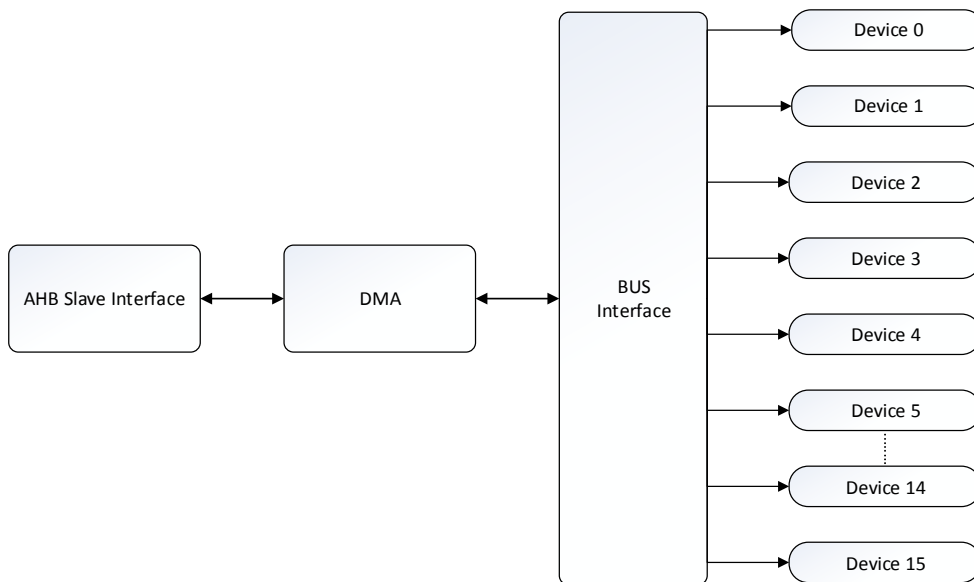 Device 0
Device 1
Device 2
Device 3
AHB Slave Interface
DMA
BUS
Interface
Device 4
Device 5
Device 14
Device 15